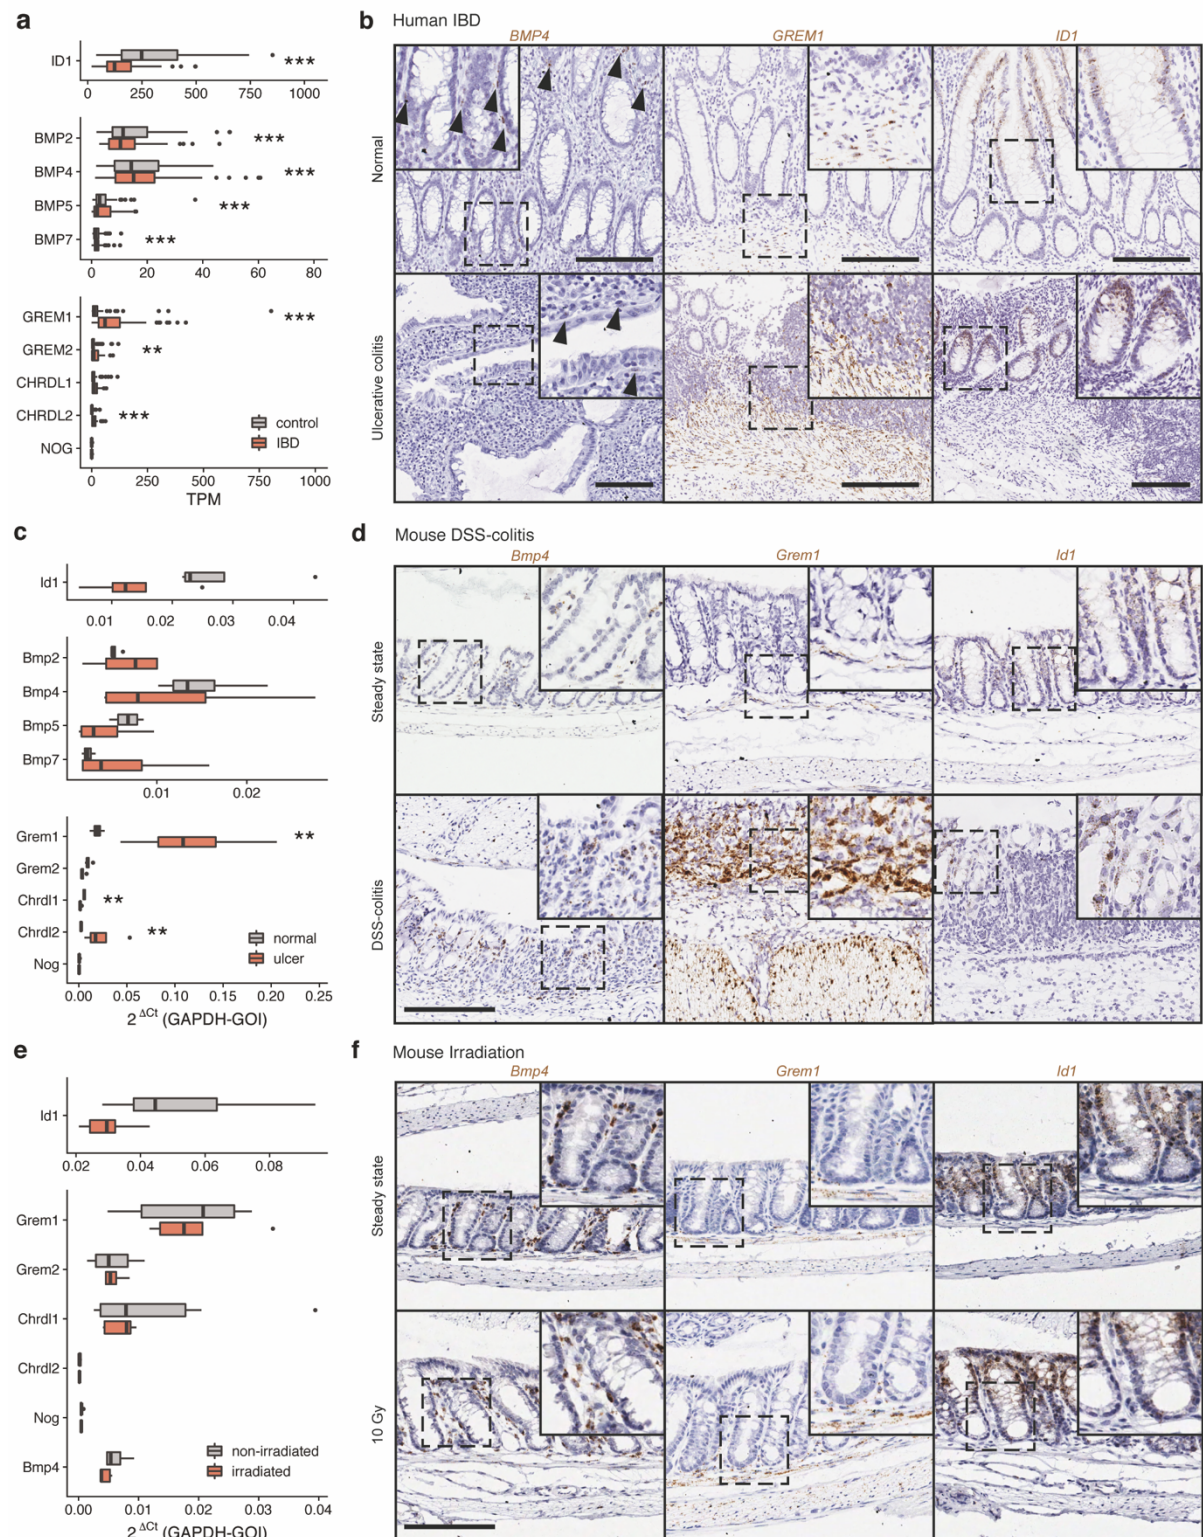 a
ID1
***
0 250 500 750 1000
BMP2
***
BMP4
***
BMP5
***
BMP7
***
0 20 40 60 80
GREM1
***
GREM2
**
CHRDL1
CHRDL2
***
NOG
control
IBD
0 250 500 750 1000
TPM
b Human IBD
BMP4 GREM1 ID1
Normal
Ulcerative colitis
c
Id1
0.01 0.02 0.03 0.04
Bmp2
Bmp4
Bmp5
Bmp7
0.01 0.02
Grem1
**
Grem2
Chrdl1
**
Chrdl2
**
Nog
normal
ulcer
0.00 0.05 0.10 0.15 0.20 0.25
2^ΔCt (GAPDH-GOI)
d Mouse DSS-colitis
Bmp4 Grem1 Id1
Steady state
DSS-colitis
e
Id1
0.02 0.04 0.06 0.08
Grem1
Grem2
Chrdl1
Chrdl2
Nog
Bmp4
non-irradiated
irradiated
0.00 0.01 0.02 0.03 0.04
2^ΔCt (GAPDH-GOI)
f Mouse Irradiation
Bmp4 Grem1 Id1
Steady state
10 Gy